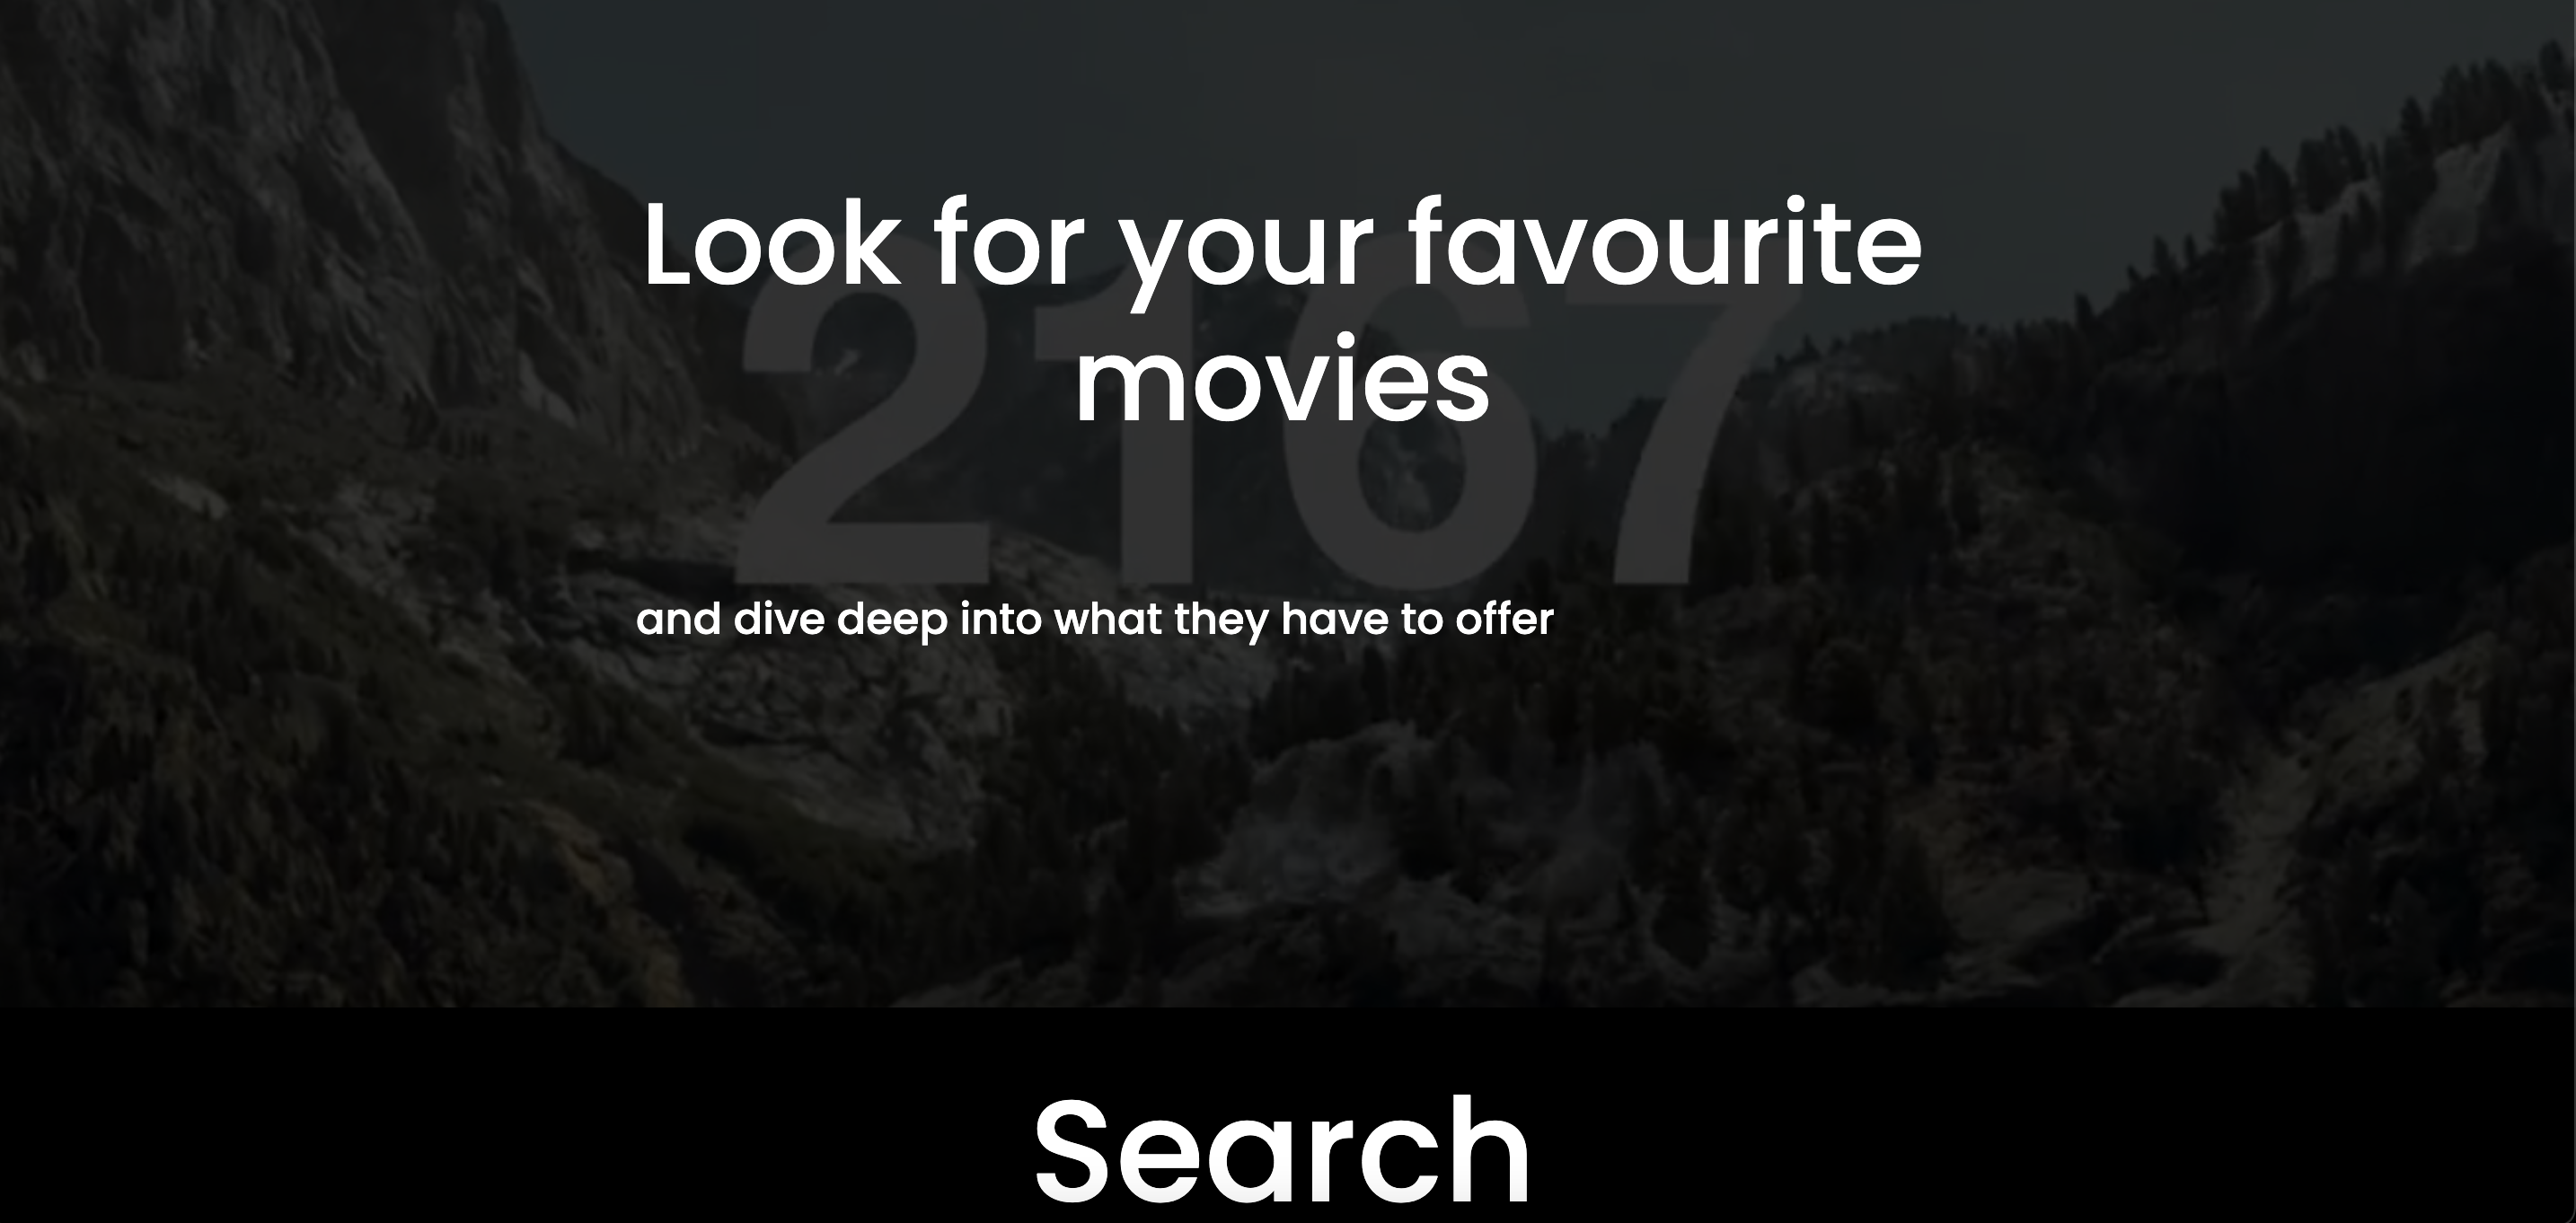 Look for your favourite
movies
2167
and dive deep into what they have to offer
Search